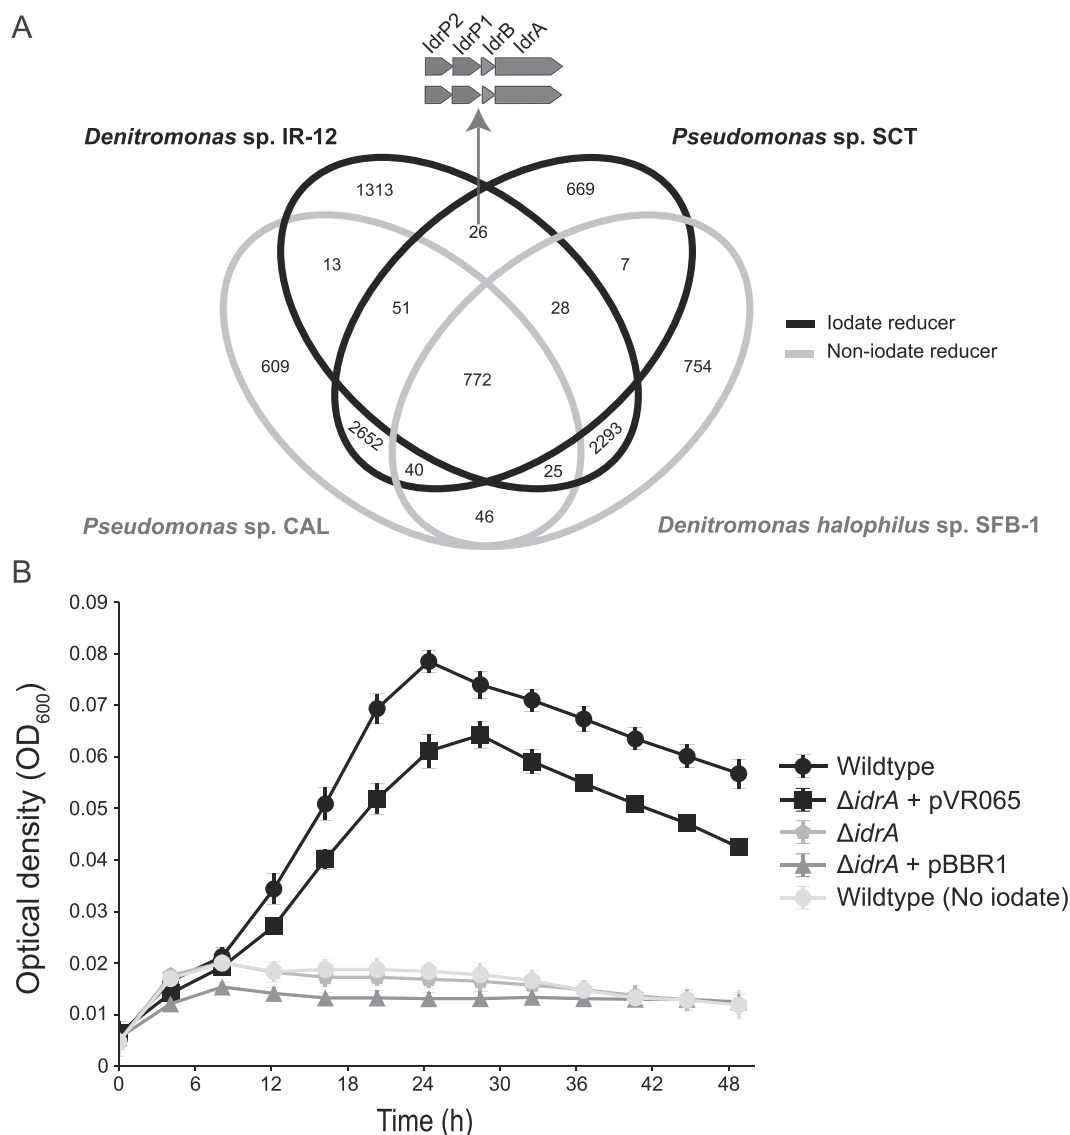 A
IdrP2 IdrP1 IdrB IdrA
Denitromonas sp. IR-12
Pseudomonas sp. SCT
1313
669
26
13
7
51
28
609
772
754
2652
2293
40
25
46
Iodate reducer
Non-iodate reducer
Pseudomonas sp. CAL
Denitromonas halophilus sp. SFB-1
B
Optical density (OD600)
0.09
0.08
0.07
0.06
0.05
0.04
0.03
0.02
0.01
0
0 6 12 18 24 30 36 42 48
Time (h)
Wildtype
ΔidrA + pVR065
ΔidrA
ΔidrA + pBBR1
Wildtype (No iodate)